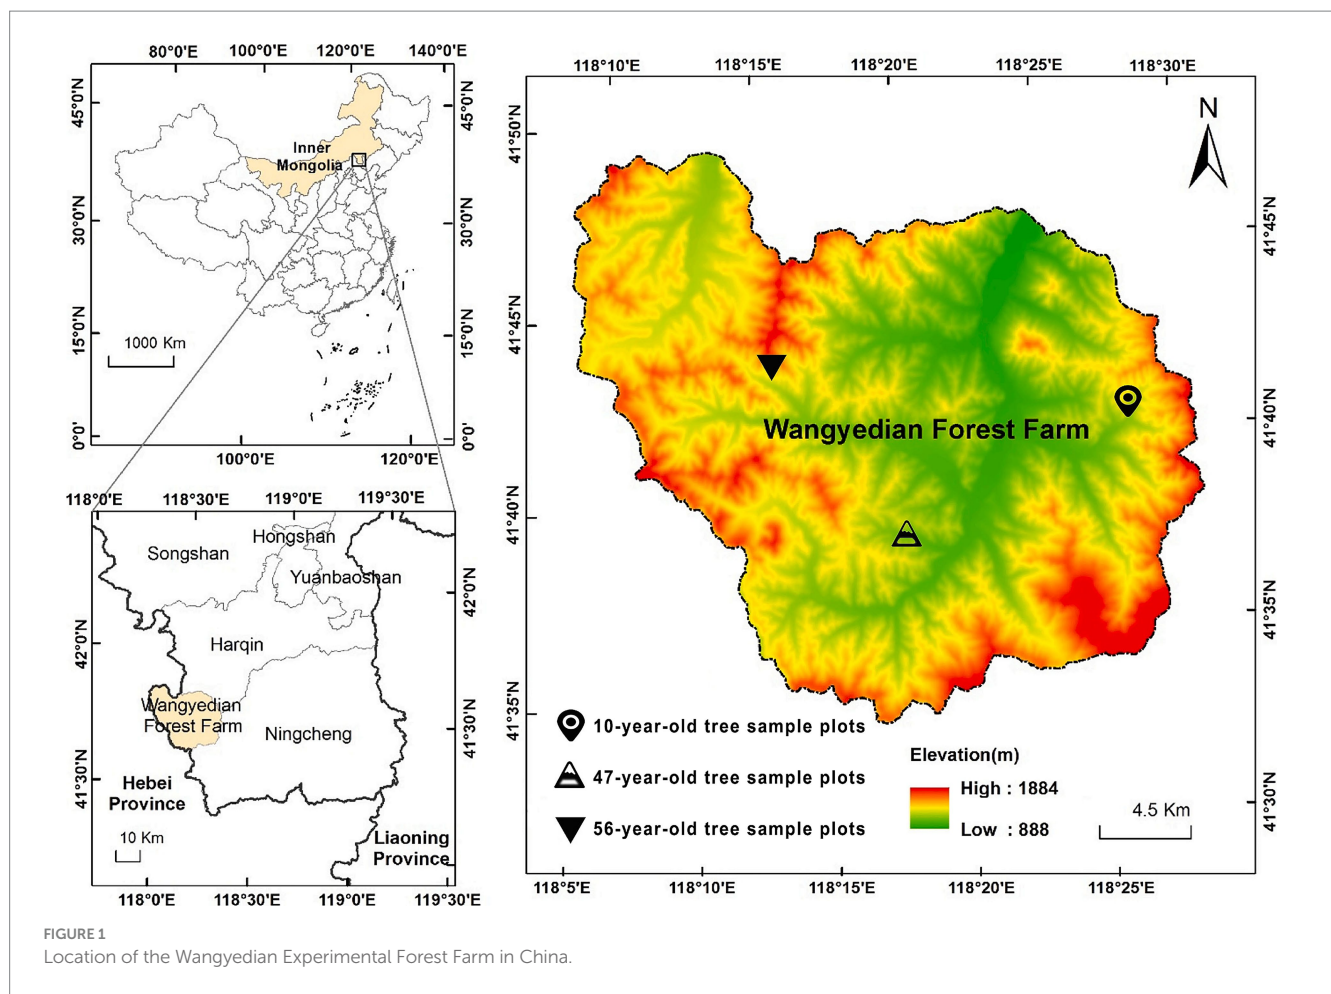 80°0'E 100°0'E 120°0'E 140°0'E
45°0'N
30°0'N
15°0'N
0°0'
45°0'N
30°0'N
15°0'N
0°0'
Inner
Mongolia
1000 Km
100°0'E 120°0'E
118°0'E 118°30'E 119°0'E 119°30'E
42°0'N
41°30'N
42°0'N
41°30'N
Hongshan
Songshan
Yuanbaoshan
Harqin
Wangyedian
Forest Farm
Ningcheng
Hebei
Province
Liaoning
Province
10 Km
118°0'E 118°30'E 119°0'E 119°30'E
118°10'E 118°15'E 118°20'E 118°25'E 118°30'E
41°50'N
41°45'N
41°40'N
41°35'N
41°45'N
41°40'N
41°35'N
41°30'N
N
Wangyedian Forest Farm
10-year-old tree sample plots
47-year-old tree sample plots
56-year-old tree sample plots
Elevation(m)
High : 1884
Low : 888
4.5 Km
118°5'E 118°10'E 118°15'E 118°20'E 118°25'E
FIGURE 1
Location of the Wangyedian Experimental Forest Farm in China.